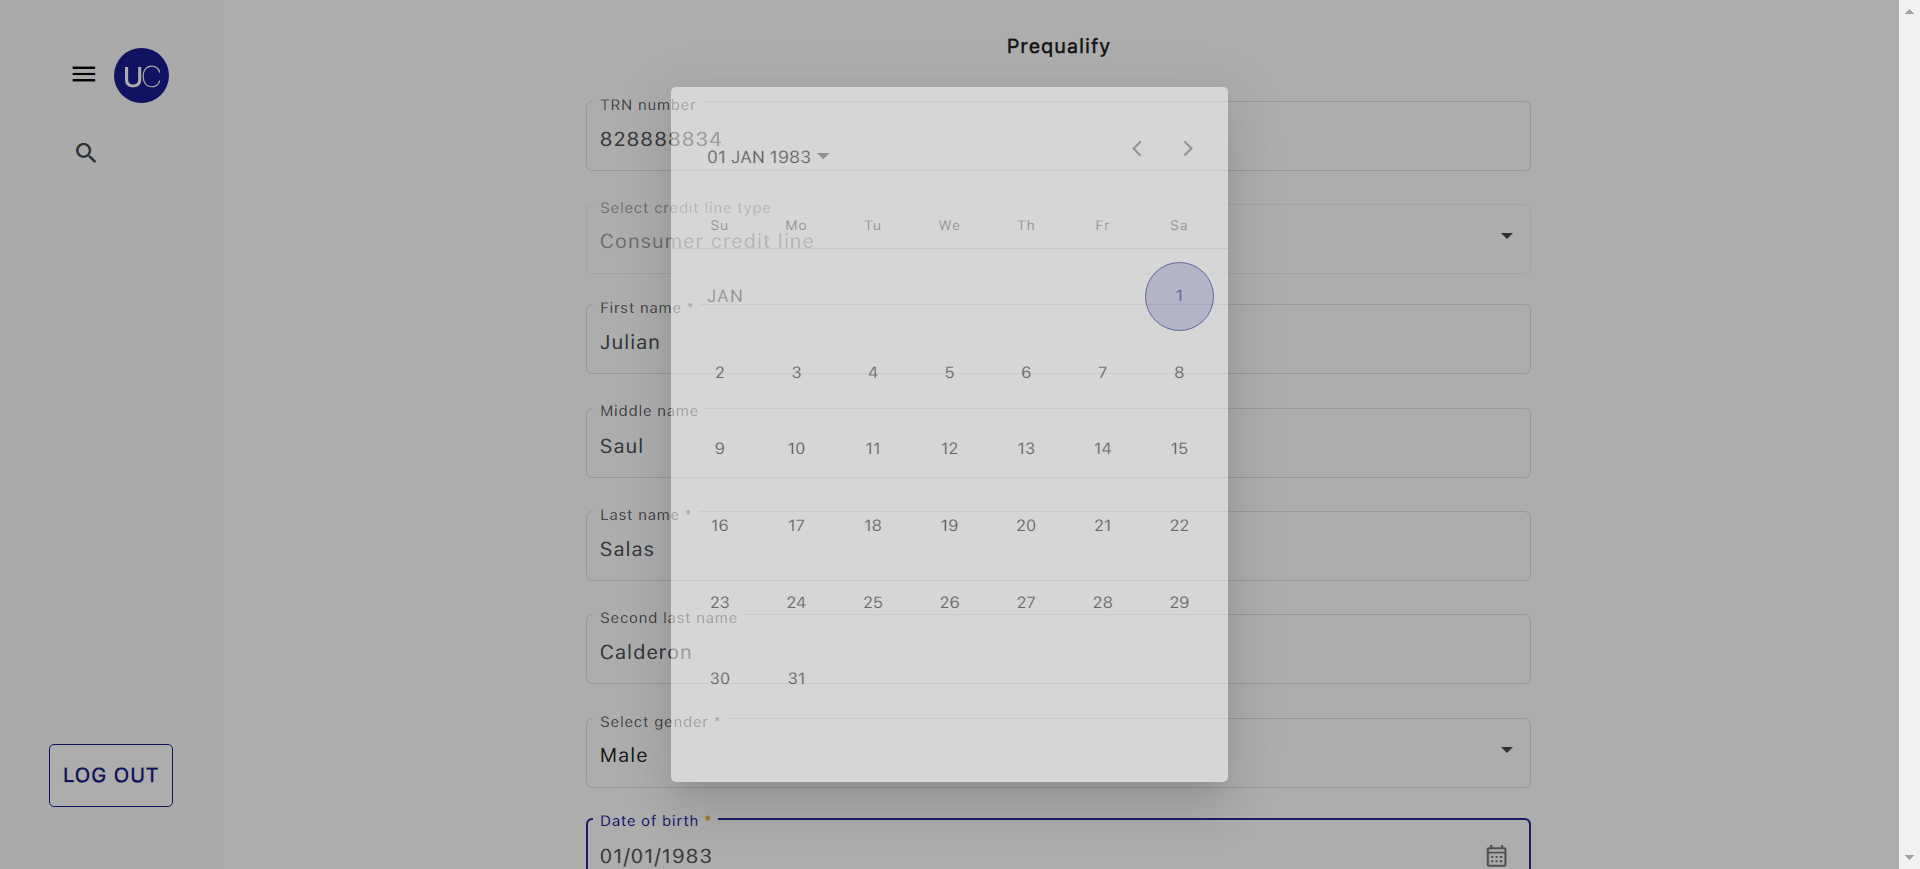 Prequalify
UC
TRN number
828888834
01 JAN 1983
Select credit line type
Su Mo Tu We Th Fr Sa
Consumer credit line
JAN 1
First name *
Julian
2 3 4 5 6 7 8
Middle name
Saul
9 10 11 12 13 14 15
Last name *
16 17 18 19 20 21 22
Salas
23 24 25 26 27 28 29
Second last name
Calderon
30 31
Select gender *
Male
LOG OUT
Date of birth *
01/01/1983